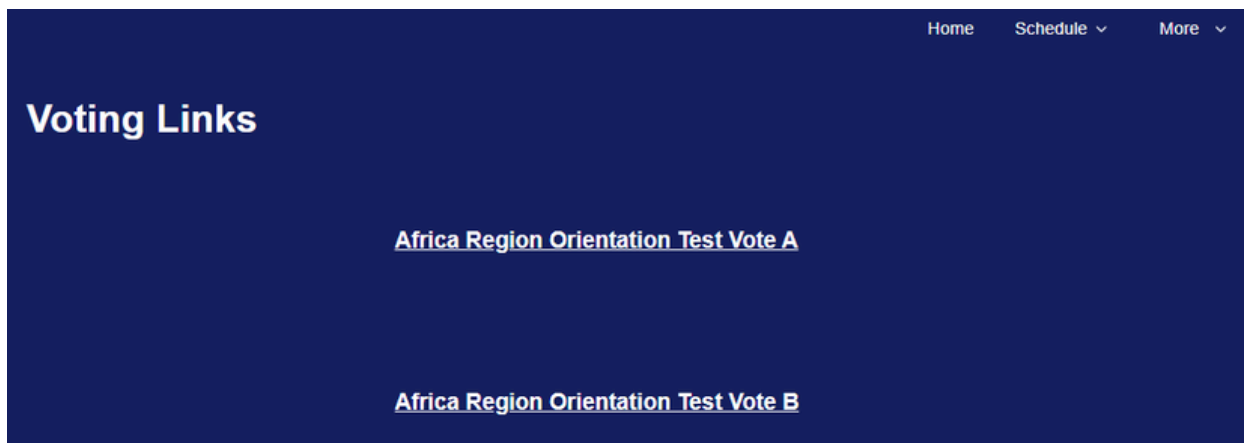 Home Schedule More
Voting Links
Africa Region Orientation Test Vote A
Africa Region Orientation Test Vote B